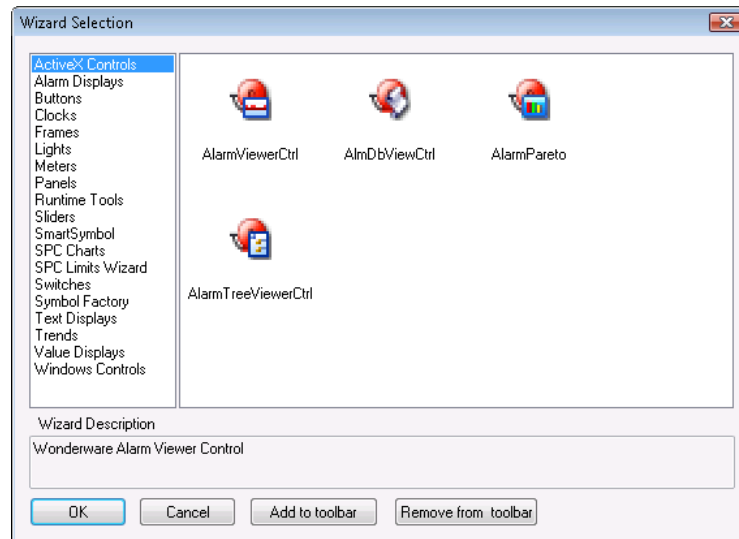 Wizard Selection
ActiveX Controls
Alarm Displays
Buttons
Clocks
Frames
Lights
Meters
Panels
Runtime Tools
Sliders
SmartSymbol
SPC Charts
SPC Limits Wizard
Switches
Symbol Factory
Text Displays
Trends
Value Displays
Windows Controls
AlarmViewerCtrl
AlmDbViewCtrl
AlarmPareto
AlarmTreeViewerCtrl
Wizard Description
Wonderware Alarm Viewer Control
OK
Cancel
Add to toolbar
Remove from toolbar